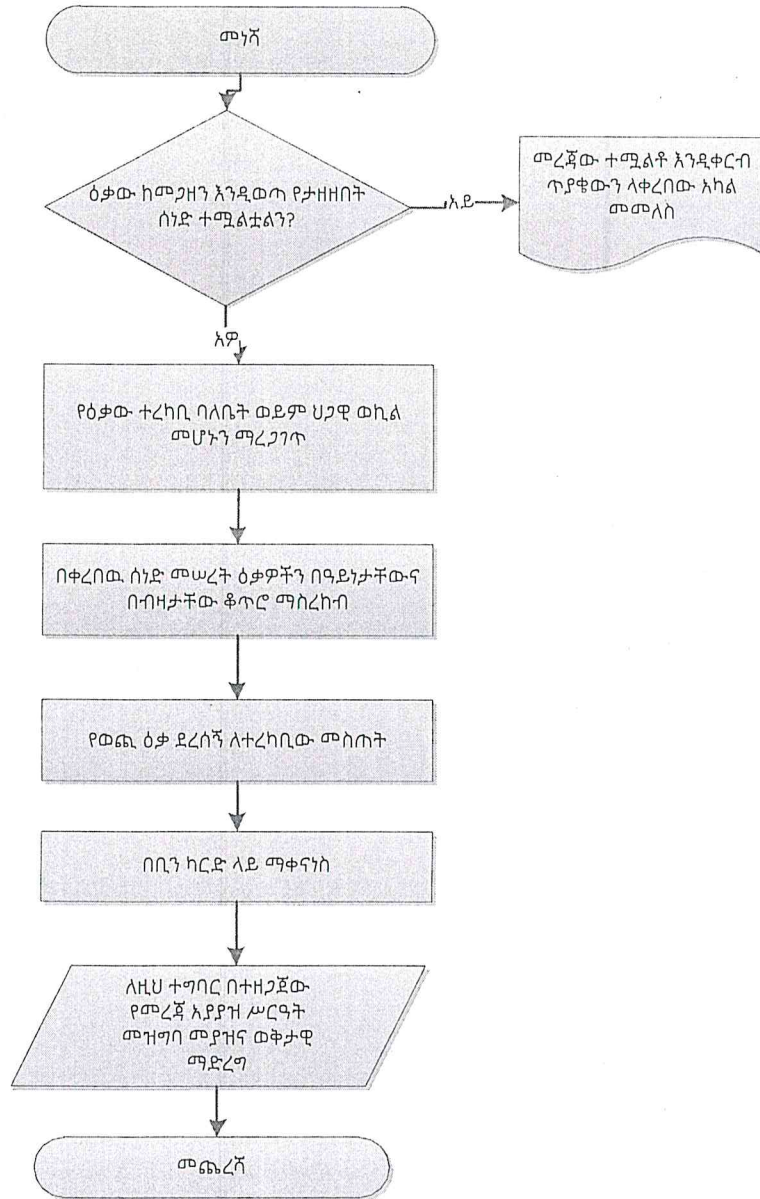 መነሻ
ዕቃው ከመጋዘን እንዲወጣ የታዘዘበት
ሰነድ ተሟልቷልን?
አይ
መረጃው ተሟልቶ እንዲቀርብ
ጥያቄውን ላቀረበው አካል
መመለስ
አዎ
የዕቃው ተረካቢ ባለቤት ወይም ህጋዊ ወኪል
መሆኑን ማረጋገጥ
በቀረበዉ ሰነድ መሠረት ዕቃዎችን በዓይነታቸውና
በብዛታቸው ቆጥሮ ማስረከብ
የወጪ ዕቃ ደረሰኝ ለተረካቢው መስጠት
በቢን ካርድ ላይ ማቀናነስ
ለዚህ ተግባር በተዘጋጀው
የመረጃ አያያዝ ሥርዓት
መዝግባ መያዝና ወቅታዊ
ማድረግ
መጨረሻ